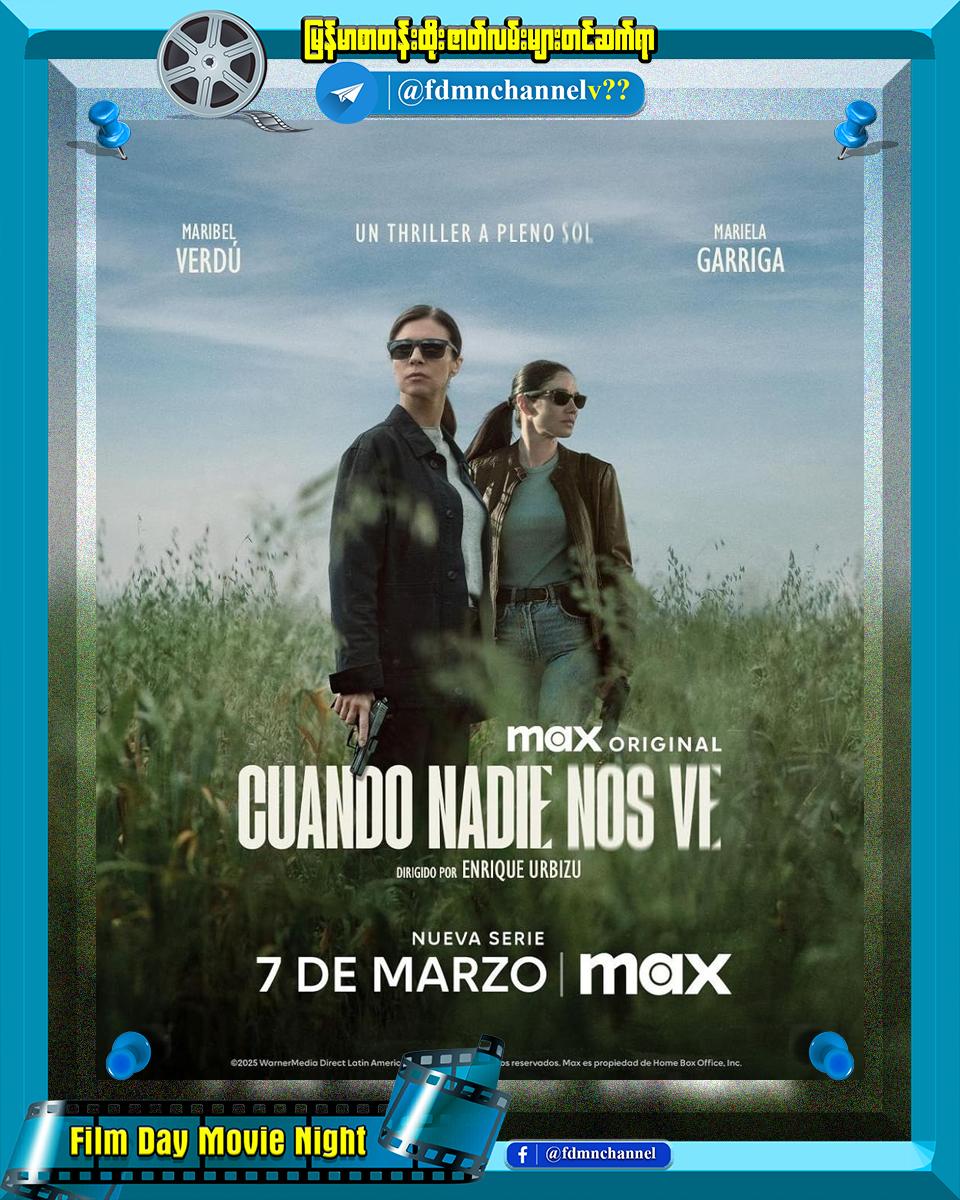 မြန်မာစာတန်းထိုးဇာတ်လမ်းများတင်ဆက်ရာ
@fdmnchannelv??
MARIBEL
VERDÚ
UN THRILLER A PLENO SOL
MARIELA
GARRIGA
max ORIGINAL
CUANDO NADIE NOS VE
DIRIGIDO POR ENRIQUE URBIZU
NUEVA SERIE
7 DE MARZO | max
©2025 WarnerMedia Direct Latin Americ os reservados. Max es propiedad de Home Box Office, Inc.
Film Day Movie Night
@fdmnchannel